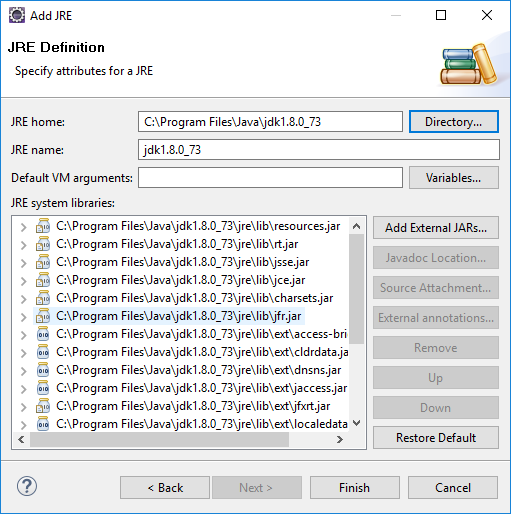 Add JRE
JRE Definition
Specify attributes for a JRE
JRE home:
C:\Program Files\Java\jdk1.8.0_73
Directory...
JRE name:
jdk1.8.0_73
Default VM arguments:
Variables...
JRE system libraries:
C:\Program Files\Java\jdk1.8.0_73\jre\lib\resources.jar
C:\Program Files\Java\jdk1.8.0_73\jre\lib\rt.jar
C:\Program Files\Java\jdk1.8.0_73\jre\lib\jsse.jar
C:\Program Files\Java\jdk1.8.0_73\jre\lib\jce.jar
C:\Program Files\Java\jdk1.8.0_73\jre\lib\charsets.jar
C:\Program Files\Java\jdk1.8.0_73\jre\lib\jfr.jar
C:\Program Files\Java\jdk1.8.0_73\jre\lib\ext\access-bri
C:\Program Files\Java\jdk1.8.0_73\jre\lib\ext\cldrdata.ja
C:\Program Files\Java\jdk1.8.0_73\jre\lib\ext\dnsns.jar
C:\Program Files\Java\jdk1.8.0_73\jre\lib\ext\jaccess.jar
C:\Program Files\Java\jdk1.8.0_73\jre\lib\ext\jfxrt.jar
C:\Program Files\Java\jdk1.8.0_73\jre\lib\ext\localedata
Add External JARs...
Javadoc Location...
Source Attachment...
External annotations...
Remove
Up
Down
Restore Default
?
< Back
Next >
Finish
Cancel